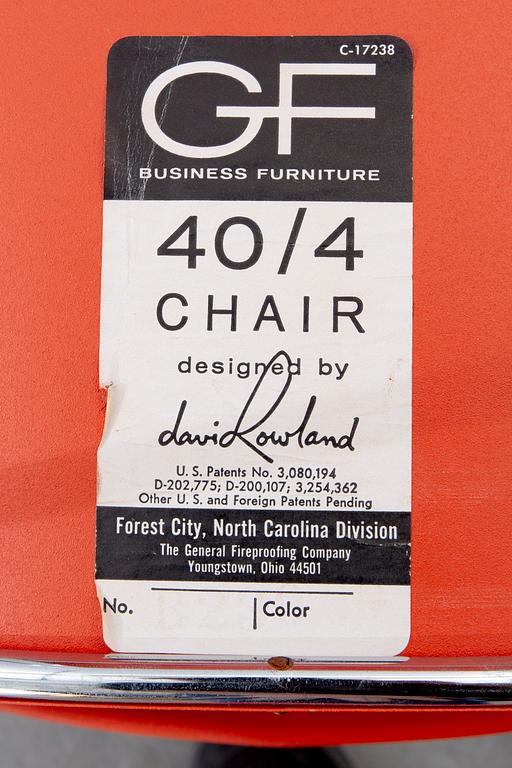 C-17238
GF
BUSINESS FURNITURE
40/4
CHAIR
designed by
david Rowland
U.S. Patents No. 3,080,194
D-202,775; D-200,107; 3,254,362
Other U.S. and Foreign Patents Pending
Forest City, North Carolina Division
The General Fireproofing Company
Youngstown, Ohio 44501
No. | Color